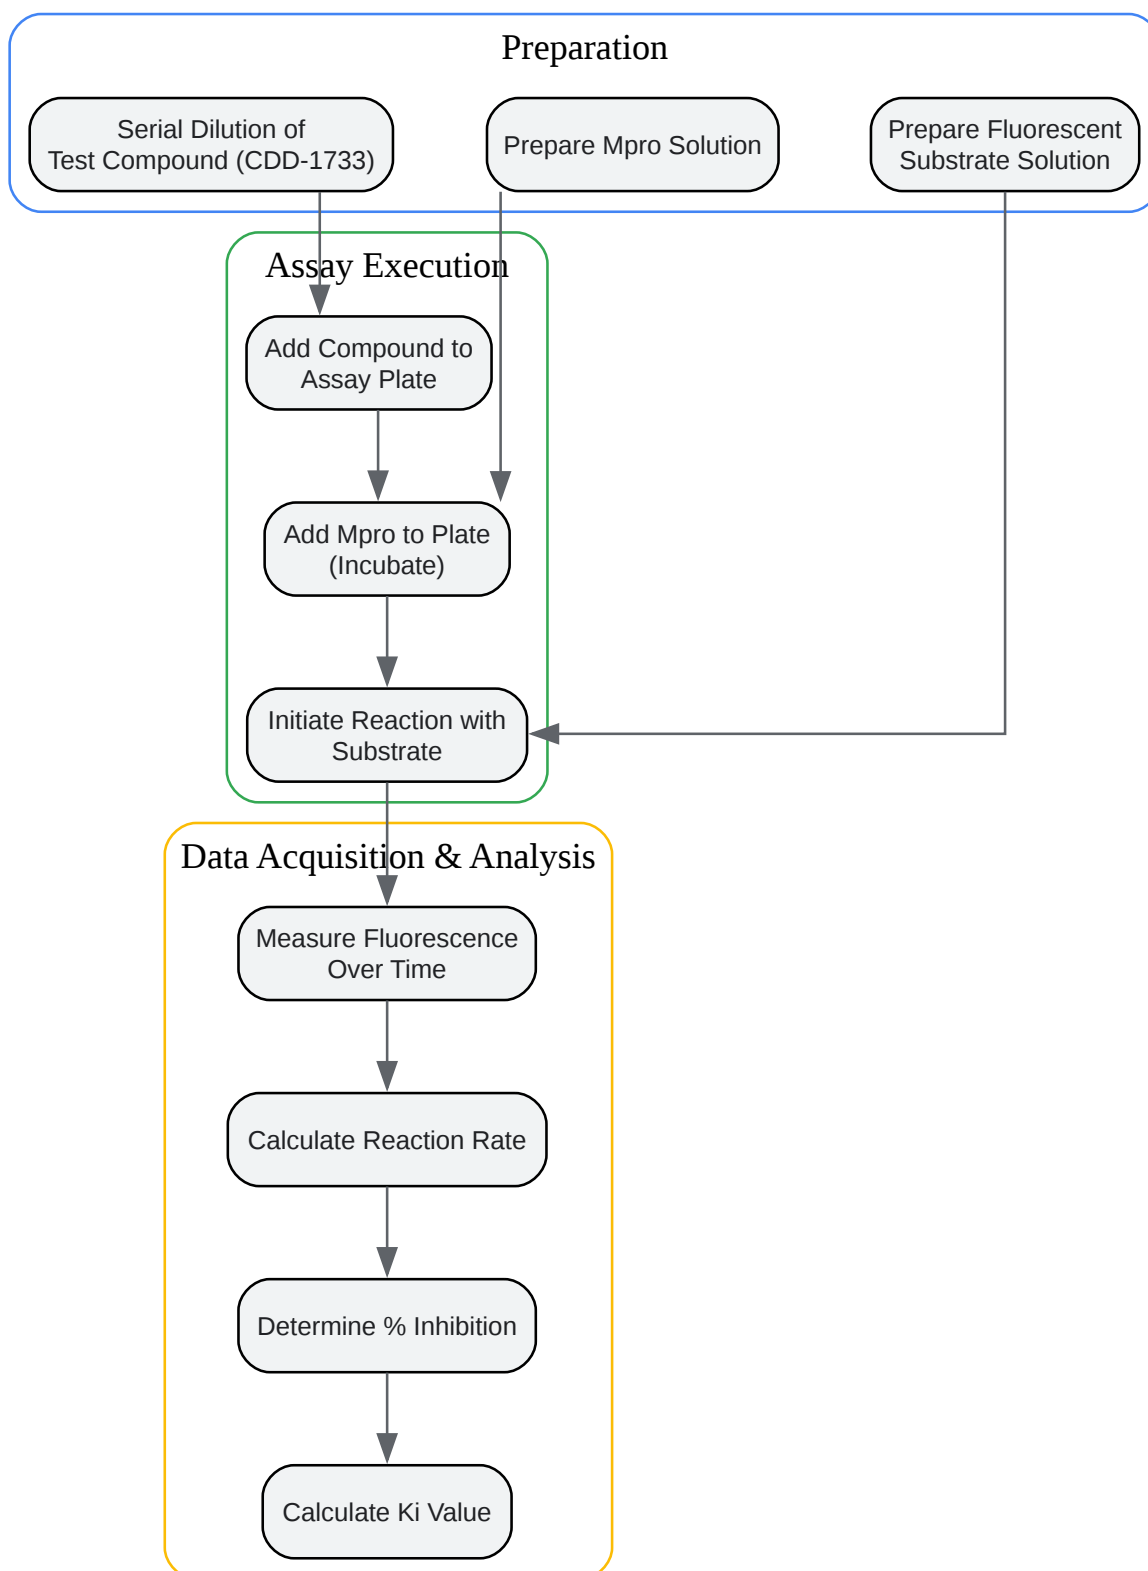 Preparation
Serial Dilution of
Test Compound (CDD-1733)
Prepare Mpro Solution
Prepare Fluorescent
Substrate Solution
Assay Execution
Add Compound to
Assay Plate
Add Mpro to Plate
(Incubate)
Initiate Reaction with
Substrate
Data Acquisition & Analysis
Measure Fluorescence
Over Time
Calculate Reaction Rate
Determine % Inhibition
Calculate Ki Value